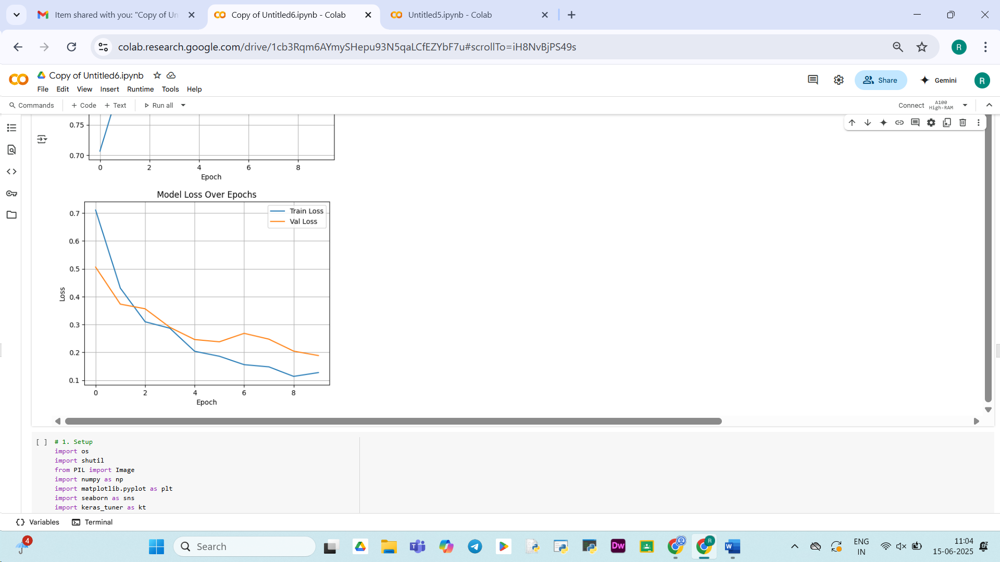 Item shared with you: "Copy of Un
Copy of Untitled6.ipynb - Colab
Untitled5.ipynb - Colab
colab.research.google.com/drive/1cb3Rqm6AYmySHepu93N5qaLCfEZYbF7u#scrollTo=iH8NvBjPS49s
R
CO
Copy of Untitled6.ipynb
File Edit View Insert Runtime Tools Help
Share
Gemini
R
Commands + Code + Text Run all
Connect A100 High-RAM
0.75
0.70
0 2 4 6 8
Epoch
Model Loss Over Epochs
Train Loss
Val Loss
0.7
0.6
0.5
0.4
0.3
0.2
0.1
Loss
0 2 4 6 8
Epoch
[ ] # 1. Setup
import os
import shutil
from PIL import Image
import numpy as np
import matplotlib.pyplot as plt
import seaborn as sns
import keras_tuner as kt
Variables Terminal
4
Search
Dw
R
W
ENG
IN
11:04
15-06-2025